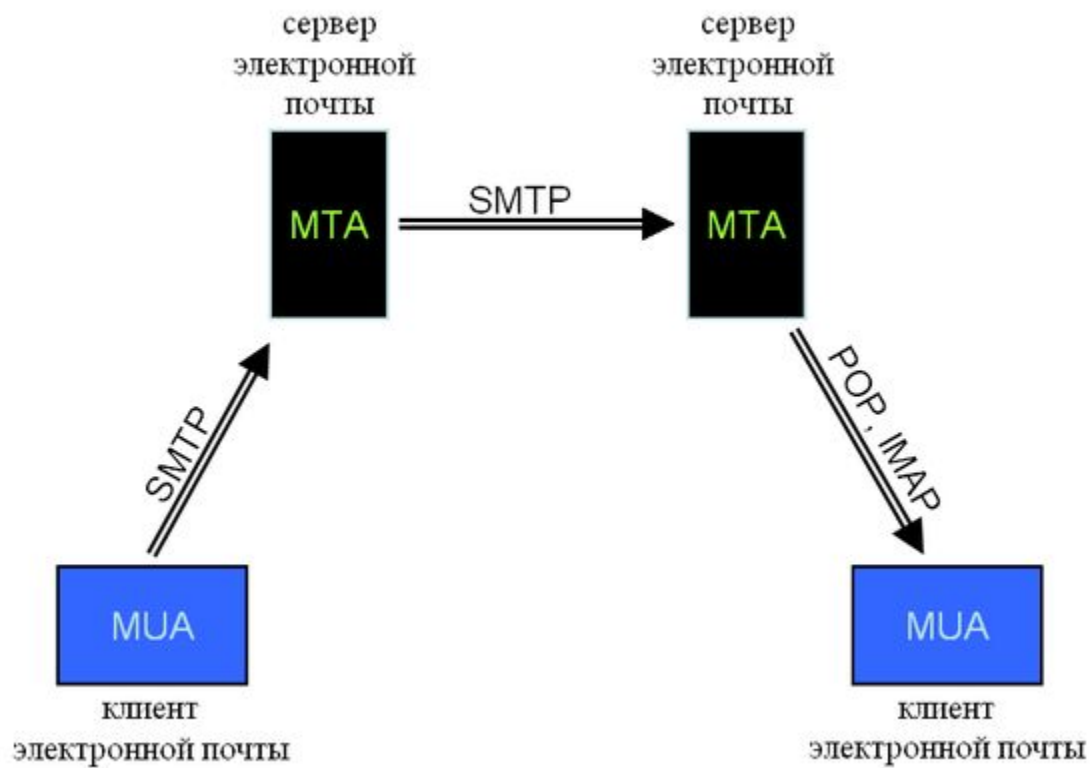 сервер
электронной
почты
сервер
электронной
почты
MTA
SMTP
MTA
SMTP
POP, IMAP
MUA
MUA
клиент
электронной почты
клиент
электронной почты